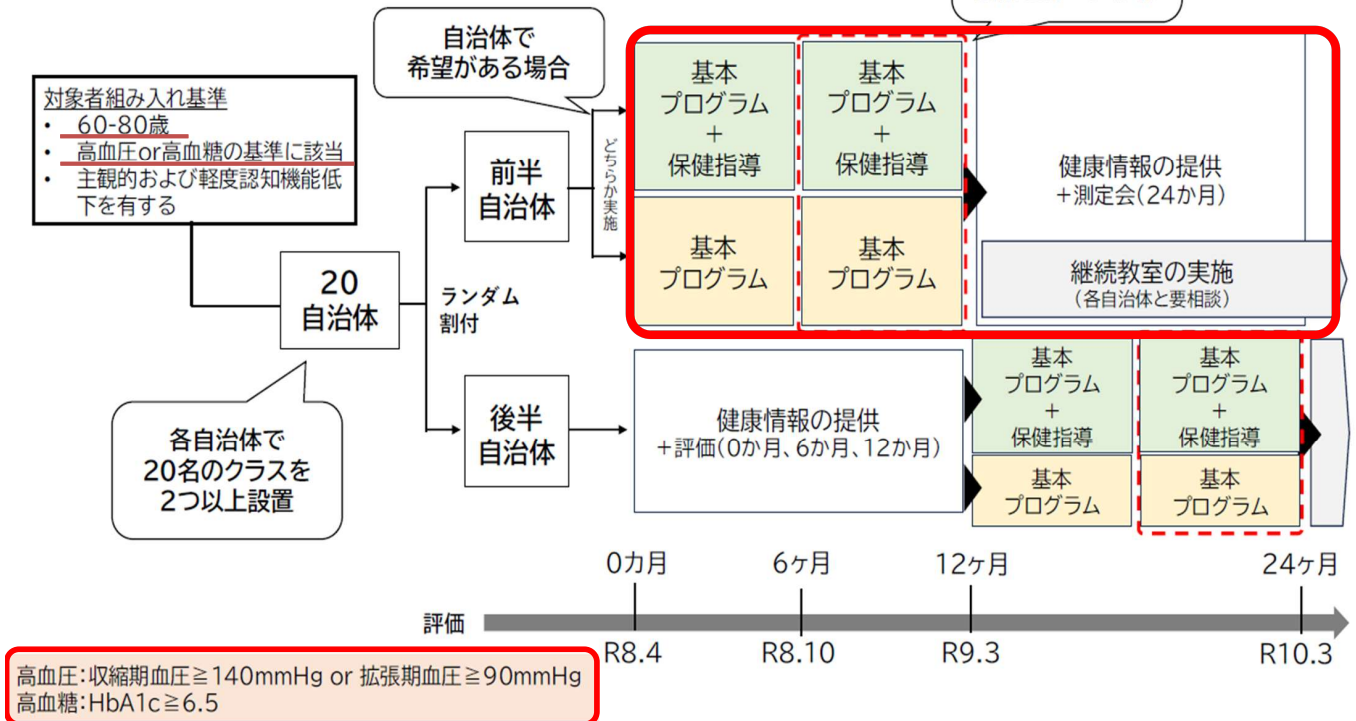 自治体で
希望がある場合
対象者組み入れ基準
• 60-80歳
• 高血圧or高血糖の基準に該当
• 主観的および軽度認知機能低
下を有する
20
自治体
各自治体で
20名のクラスを
2つ以上設置
ランダム
割付
前半
自治体
どちらか実施
基本
プログラム
+
保健指導
基本
プログラム
+
保健指導
基本
プログラム
基本
プログラム
健康情報の提供
+測定会(24か月)
継続教室の実施
(各自治体と要相談)
後半
自治体
健康情報の提供
+評価(0か月、6か月、12か月)
基本
プログラム
+
保健指導
基本
プログラム
+
保健指導
基本
プログラム
基本
プログラム
0カ月
6ヶ月
12ヶ月
24ヶ月
評価
R8.4
R8.10
R9.3
R10.3
高血圧:収縮期血圧≧140mmHg or 拡張期血圧≧90mmHg
高血糖:HbA1c≧6.5